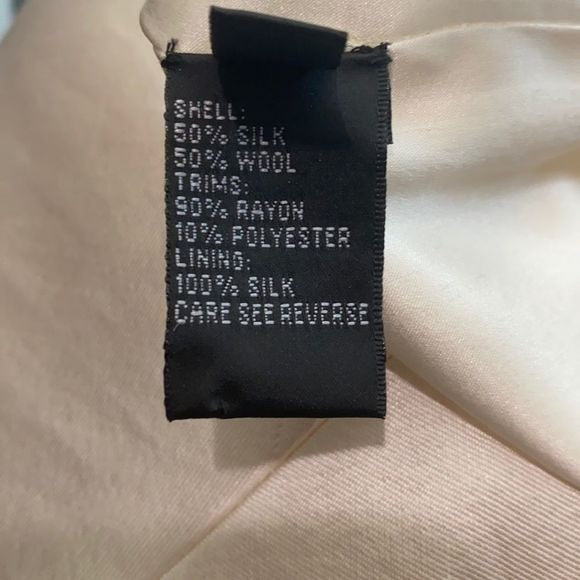 SHELL:
50% SILK
50% WOOL
TRIMS:
90% RAYON
10% POLYESTER
LINING:
100% SILK
CARE SEE REVERSE